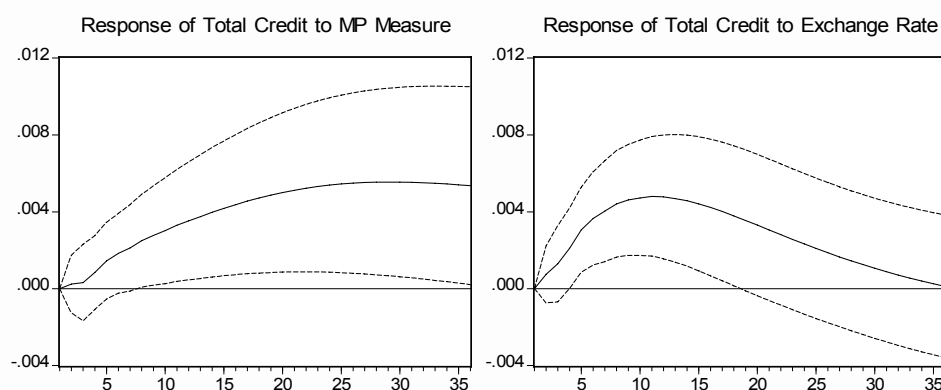 Response of Total Credit to MP Measure
.012
.008
.004
.000
-.004
5 10 15 20 25 30 35
Response of Total Credit to Exchange Rate
.012
.008
.004
.000
-.004
5 10 15 20 25 30 35